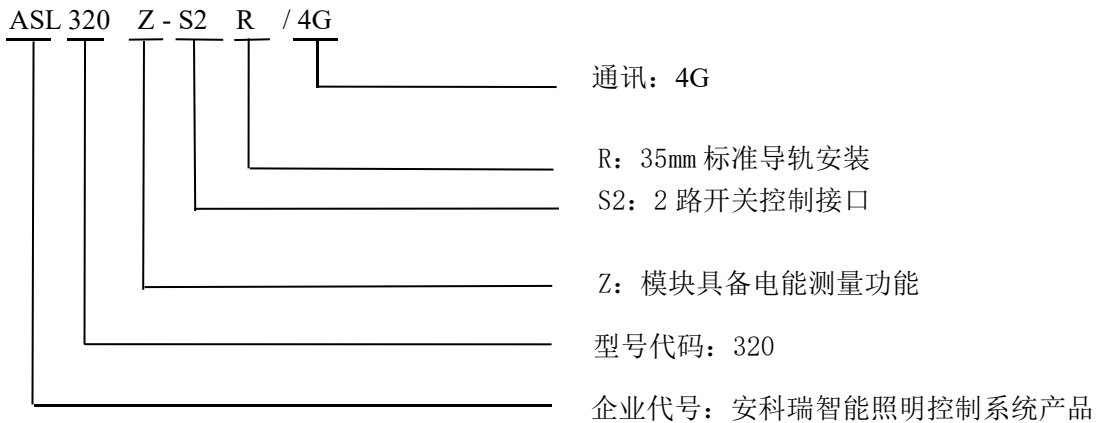 ASL 320 Z - S2 R / 4G
通讯：4G
R：35mm 标准导轨安装
S2：2 路开关控制接口
Z：模块具备电能测量功能
型号代码：320
企业代号：安科瑞智能照明控制系统产品